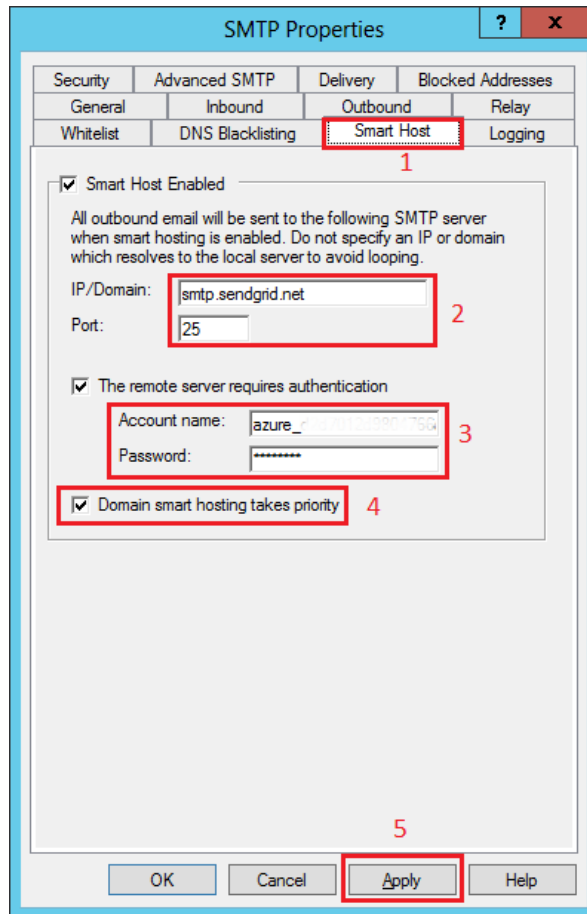 SMTP Properties
?
x
Security
Advanced SMTP
Delivery
Blocked Addresses
General
Inbound
Outbound
Relay
Whitelist
DNS Blacklisting
Smart Host
Logging
1
Smart Host Enabled
All outbound email will be sent to the following SMTP server
when smart hosting is enabled. Do not specify an IP or domain
which resolves to the local server to avoid looping.
IP/Domain:
smtp.sendgrid.net
2
Port:
25
The remote server requires authentication
Account name:
azure_
3
Password:
********
Domain smart hosting takes priority
4
5
OK
Cancel
Apply
Help